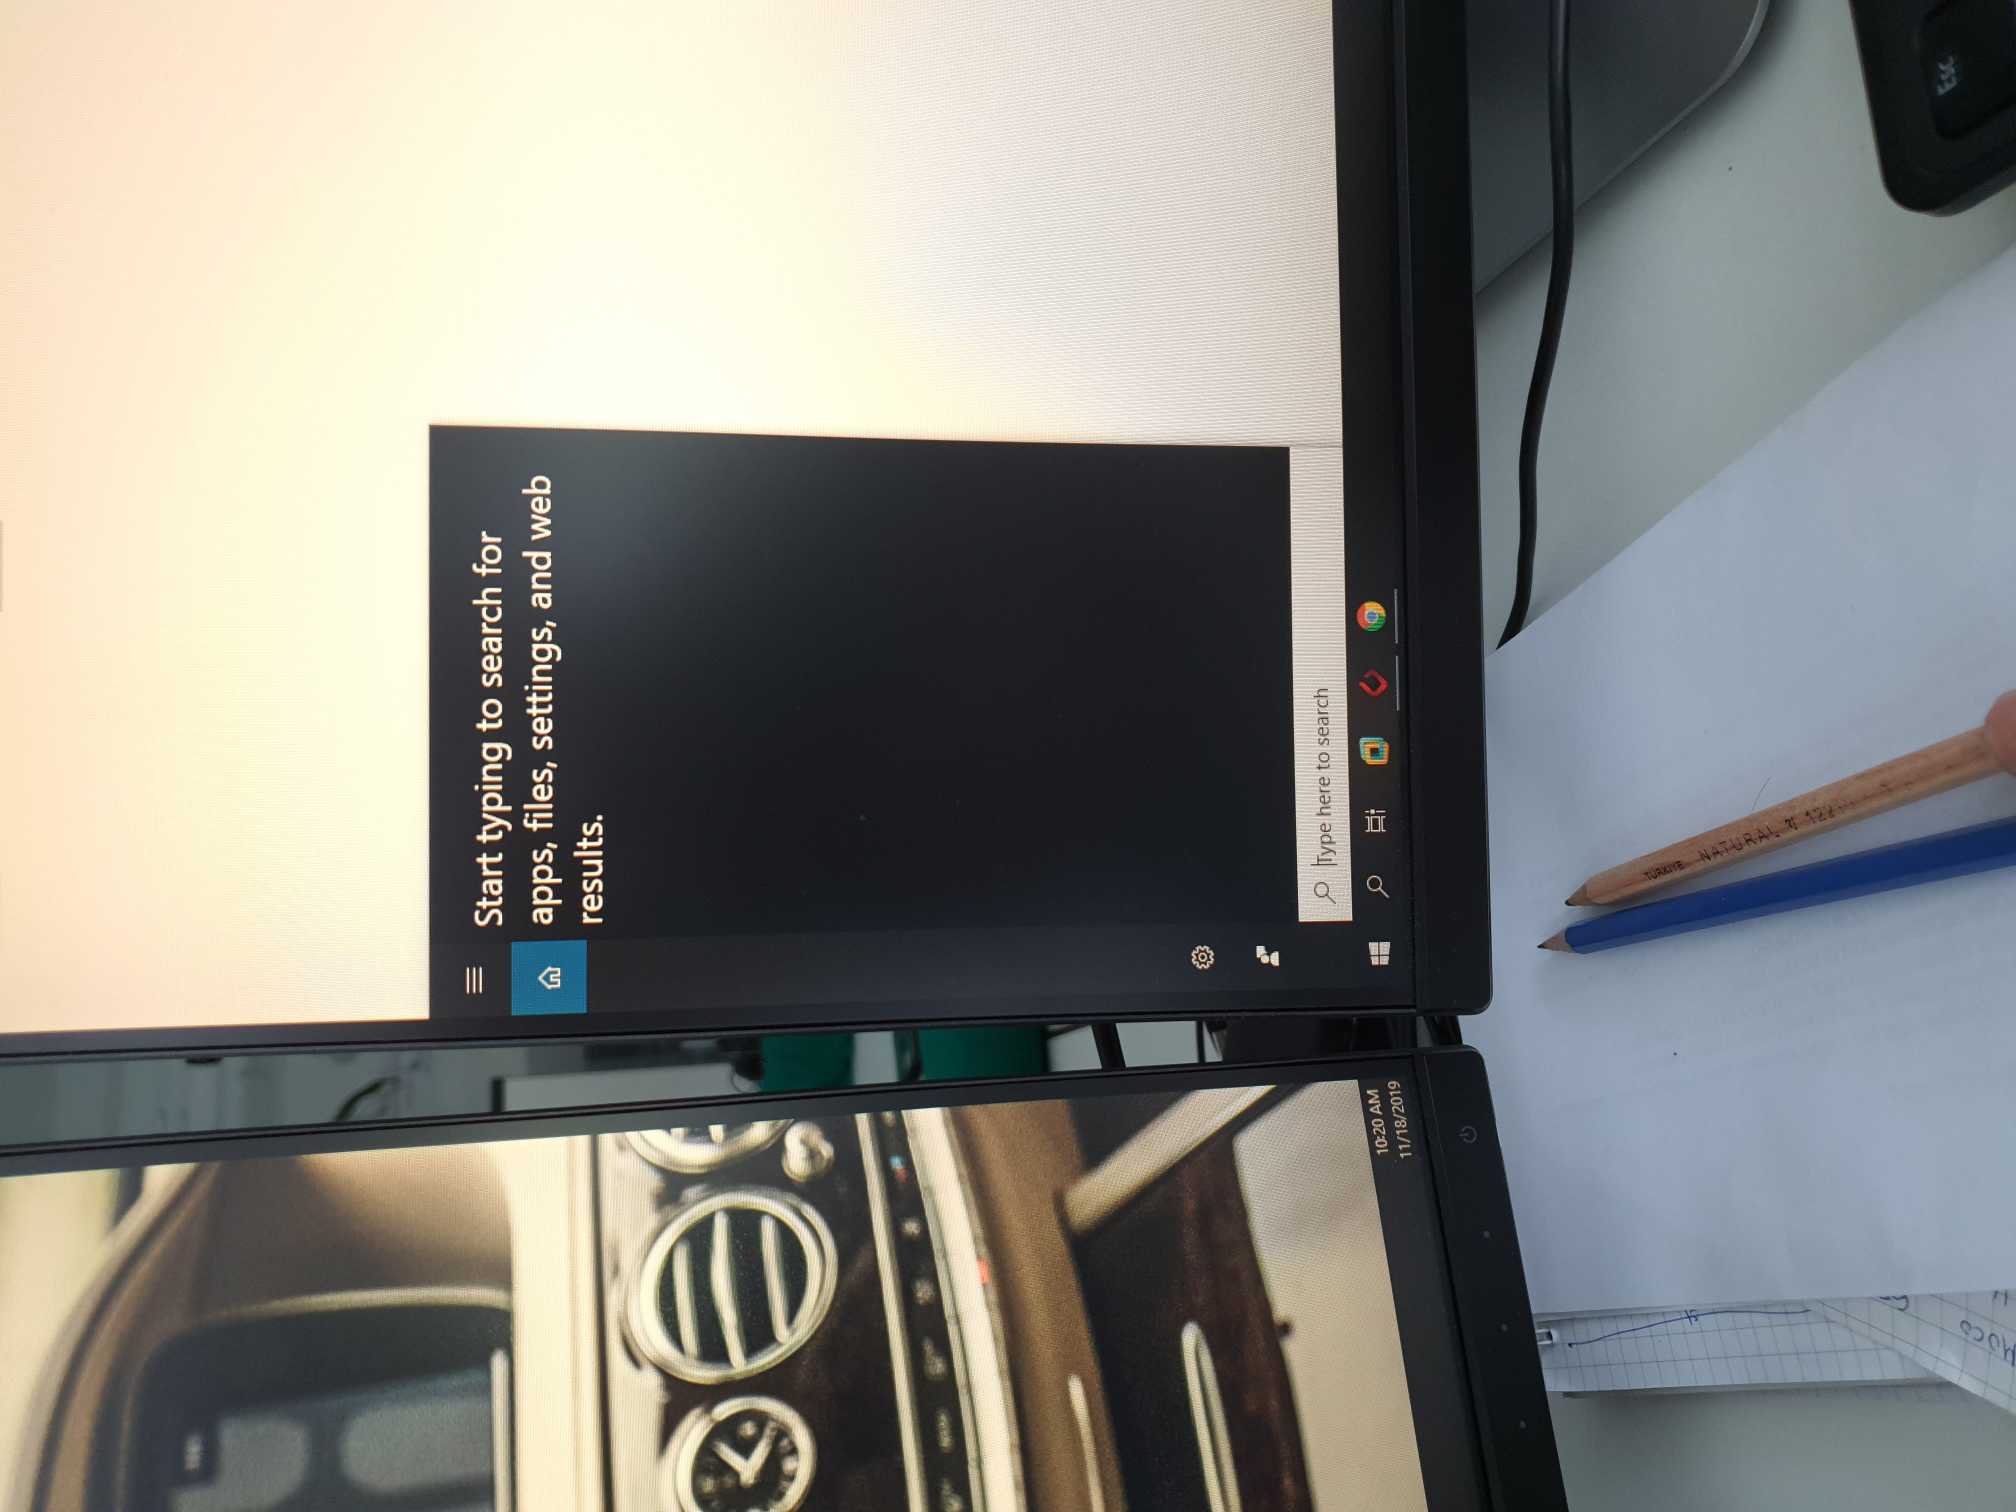 Start typing to search for
apps, files, settings, and web
results.
Type here to search
10:20 AM
11/18/2019
TÜRKİYE NATURAL
ESC